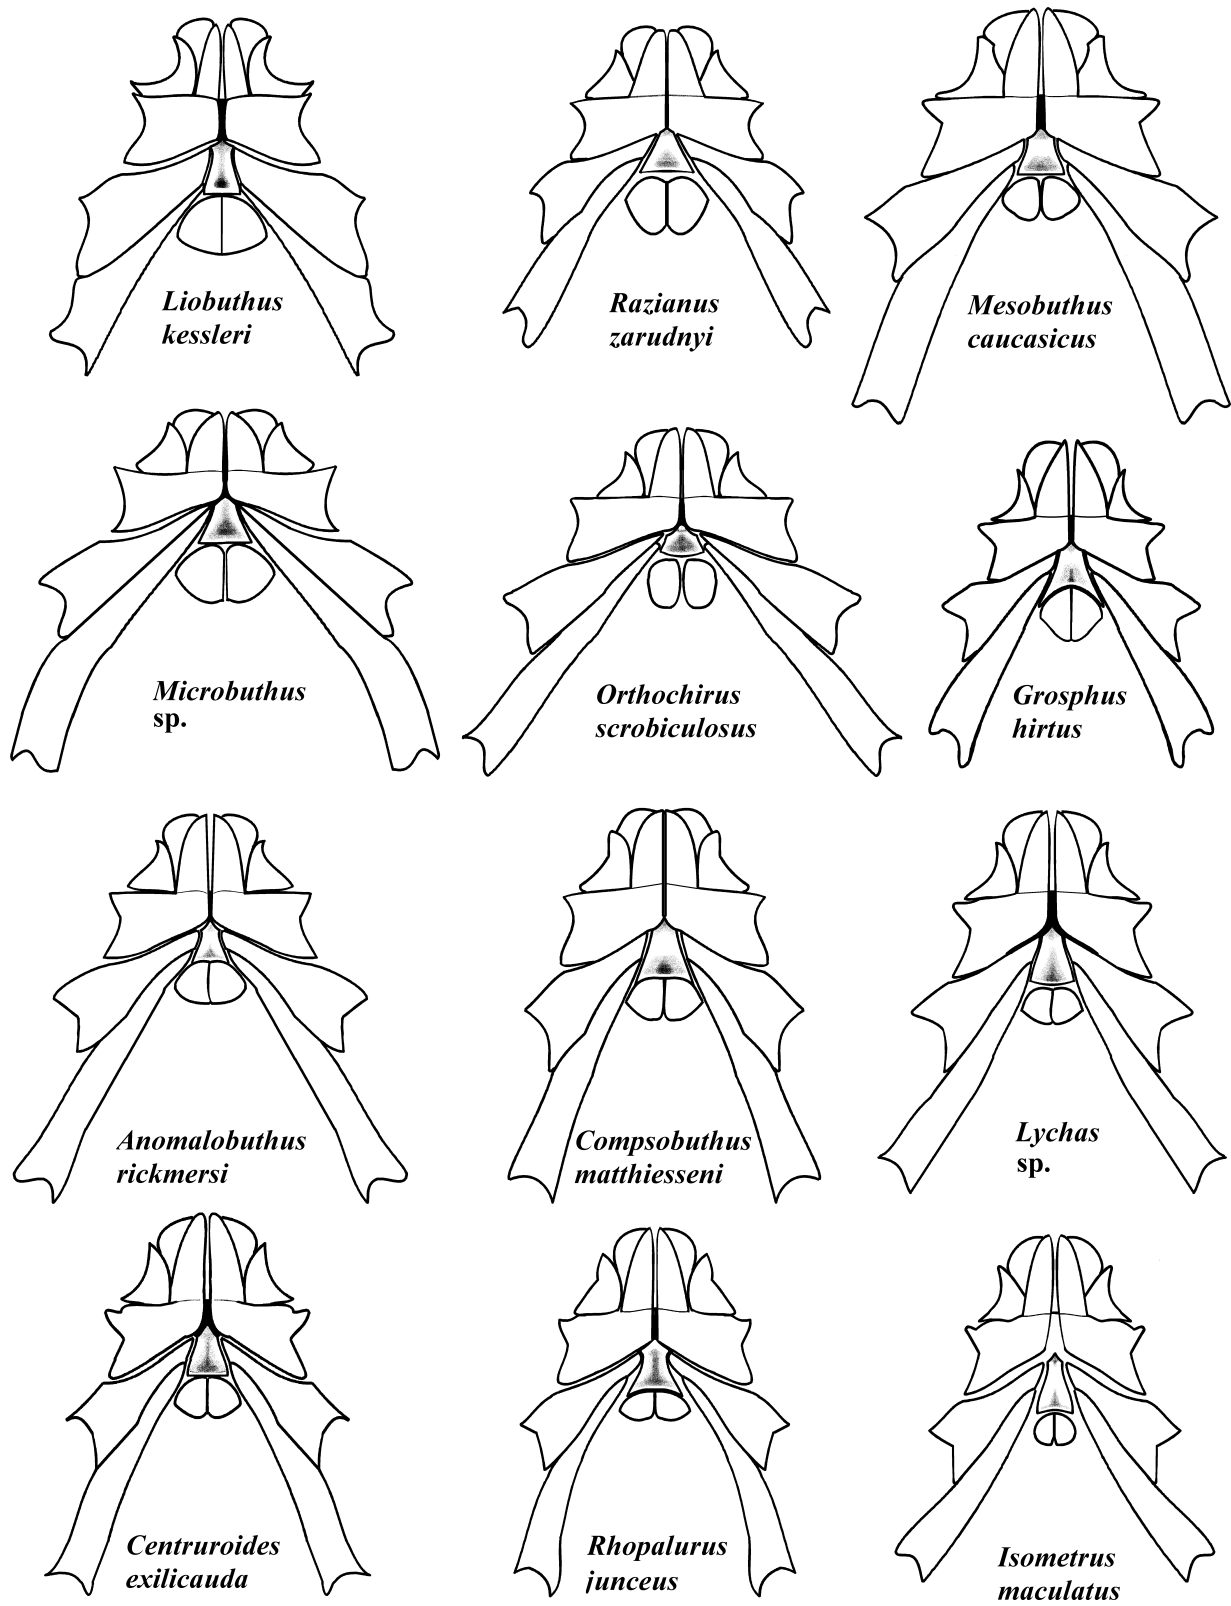 Liobuthus
kessleri
Razianus
zarudnyi
Mesobuthus
caucasicus
Microbuthus
sp.
Orthochirus
scrobiculosus
Grosphus
hirtus
Anomalobuthus
rickmersi
Compsobuthus
matthiesseni
Lychas
sp.
Centruroides
exilicauda
Rhopalurus
junceus
Isometrus
maculatus